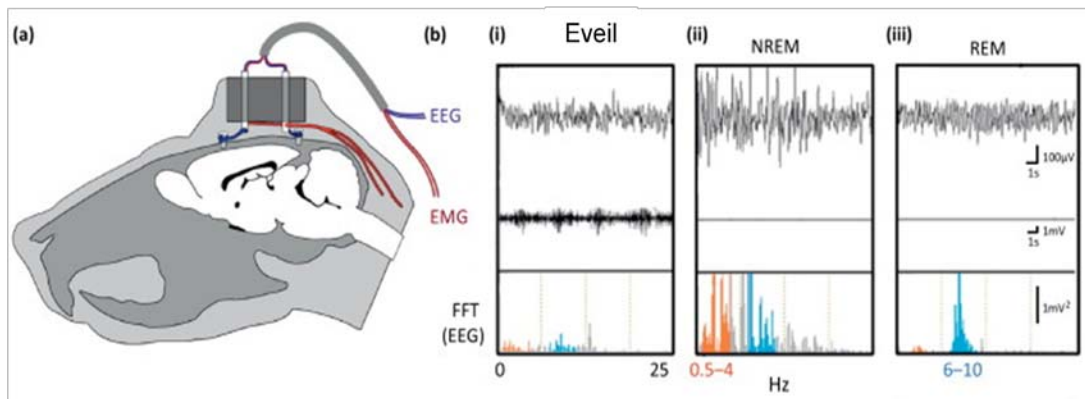 (a)
EEG
EMG
(b)
(i)
Eveil
(ii)
NREM
(iii)
REM
100µV
1s
1mV
1s
FFT
(EEG)
1mV²
0
25
0.5–4
Hz
6–10